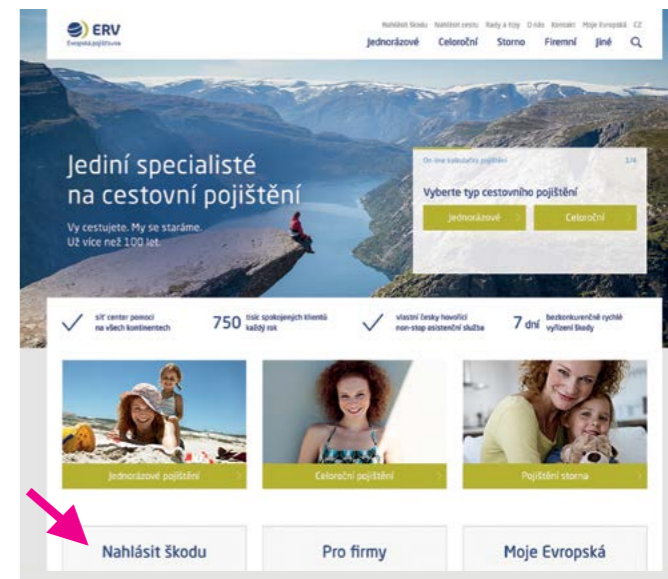 ERV
Evropská pojišťovna
Nahlásit škodu Nahlásit cestu Rady a tipy O nás Kontakt Moje Evropská CZ
Jednorázové Celoroční Storno Firemní Jiné
Jediní specialisté
na cestovní pojištění
Vy cestujete. My se staráme.
Už více než 100 let.
On-line kalkulačky pojištění 1/4
Vyberte typ cestovního pojištění
Jednorázové Celoroční
síť center pomoci
na všech kontinentech
750 tisíc spokojených klientů
každý rok
vlastní česky hovořící
non-stop asistenční služba
7 dní bezkonkurenčně rychlé
vyřízení škody
Jednorázové pojištění
Celoroční pojištění
Pojištění storna
Nahlásit škodu
Pro firmy
Moje Evropská